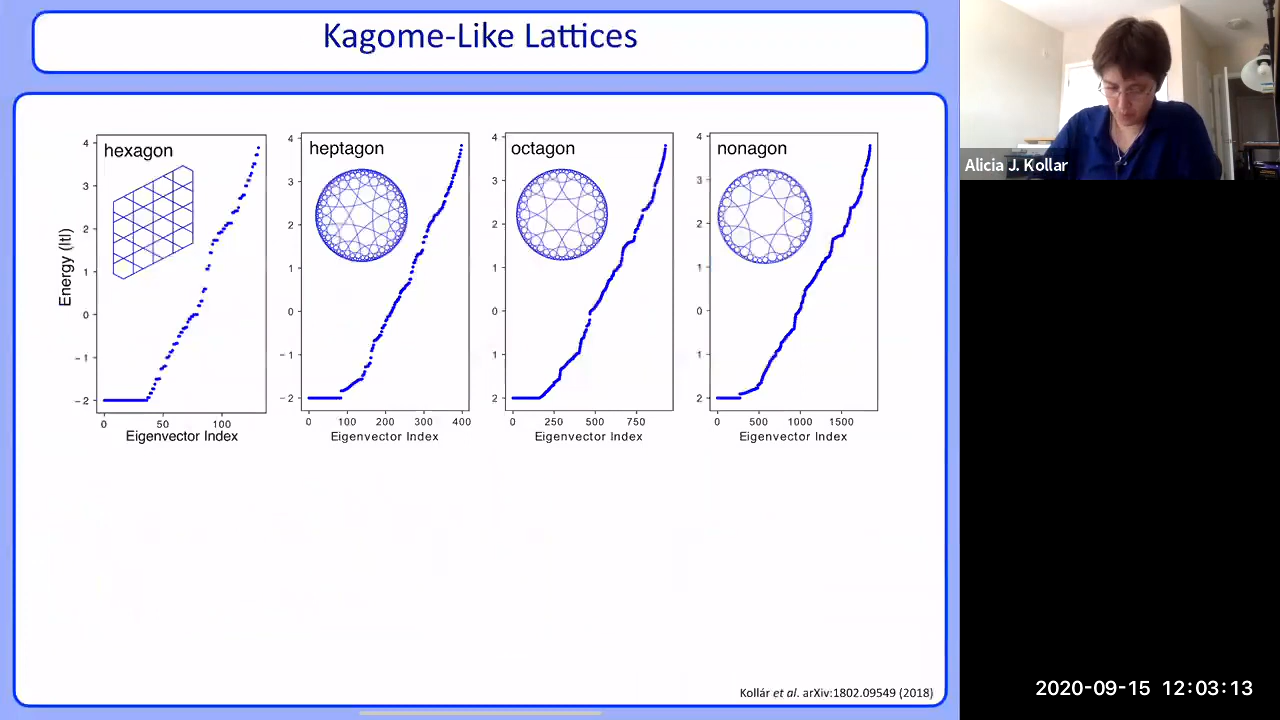 Kagome-Like Lattices
hexagon
heptagon
octagon
nonagon
Energy (|t|)
4
3
2
1
0
−1
−2
0 50 100
Eigenvector Index
4
3
2
1
0
−1
−2
0 100 200 300 400
Eigenvector Index
4
3
2
1
0
1
2
0 250 500 750
Eigenvector Index
4
3
2
1
0
1
2
0 500 1000 1500
Eigenvector Index
Kollár et al. arXiv:1802.09549 (2018)
Alicia J. Kollar
2020-09-15 12:03:13